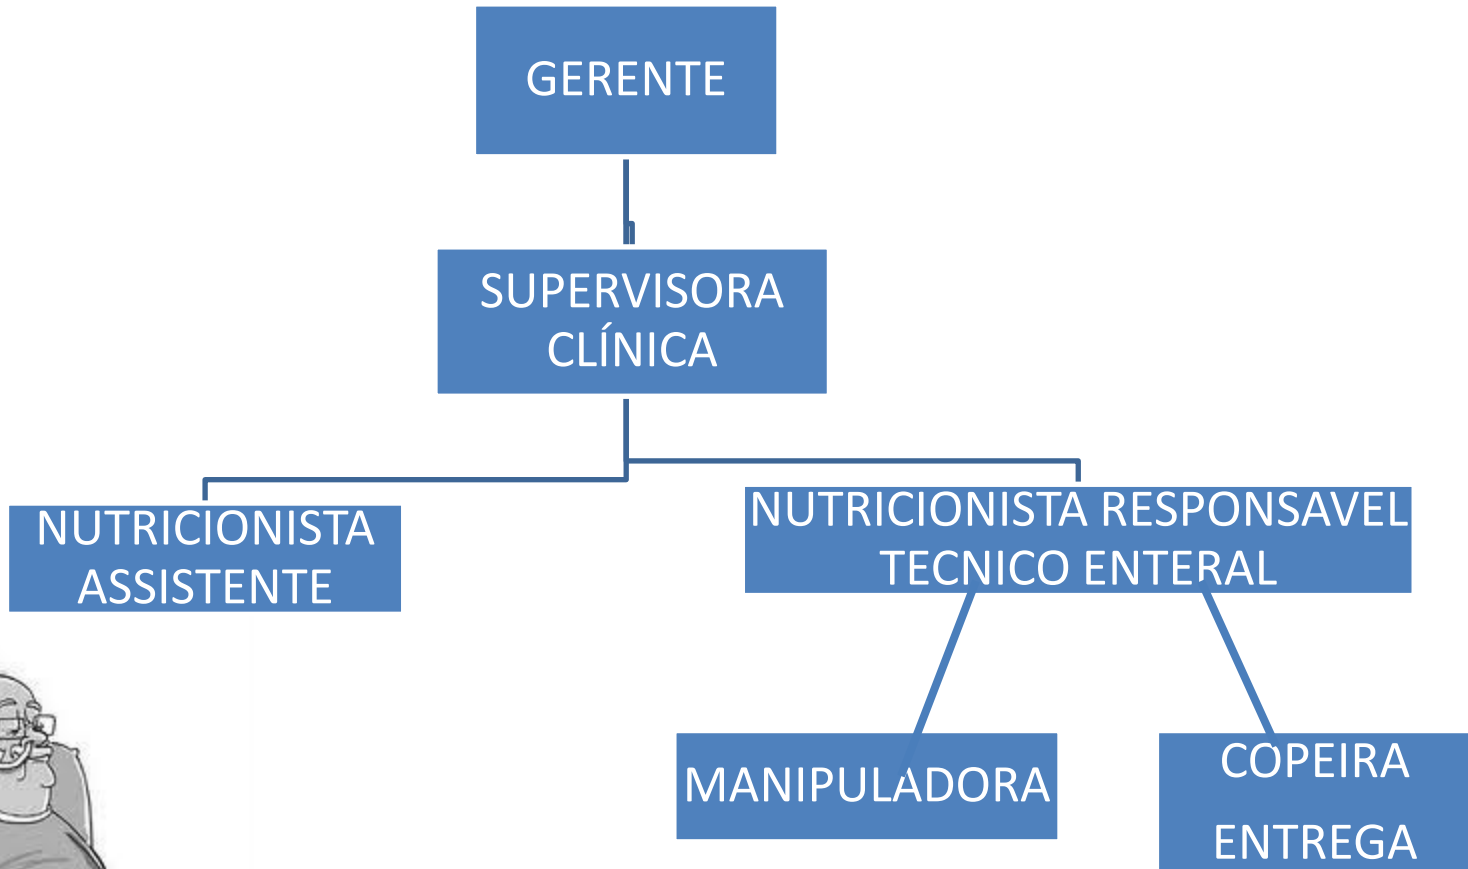 GERENTE
SUPERVISORA
CLÍNICA
NUTRICIONISTA
ASSISTENTE
NUTRICIONISTA RESPONSAVEL
TECNICO ENTERAL
MANIPULADORA
COPEIRA
ENTREGA